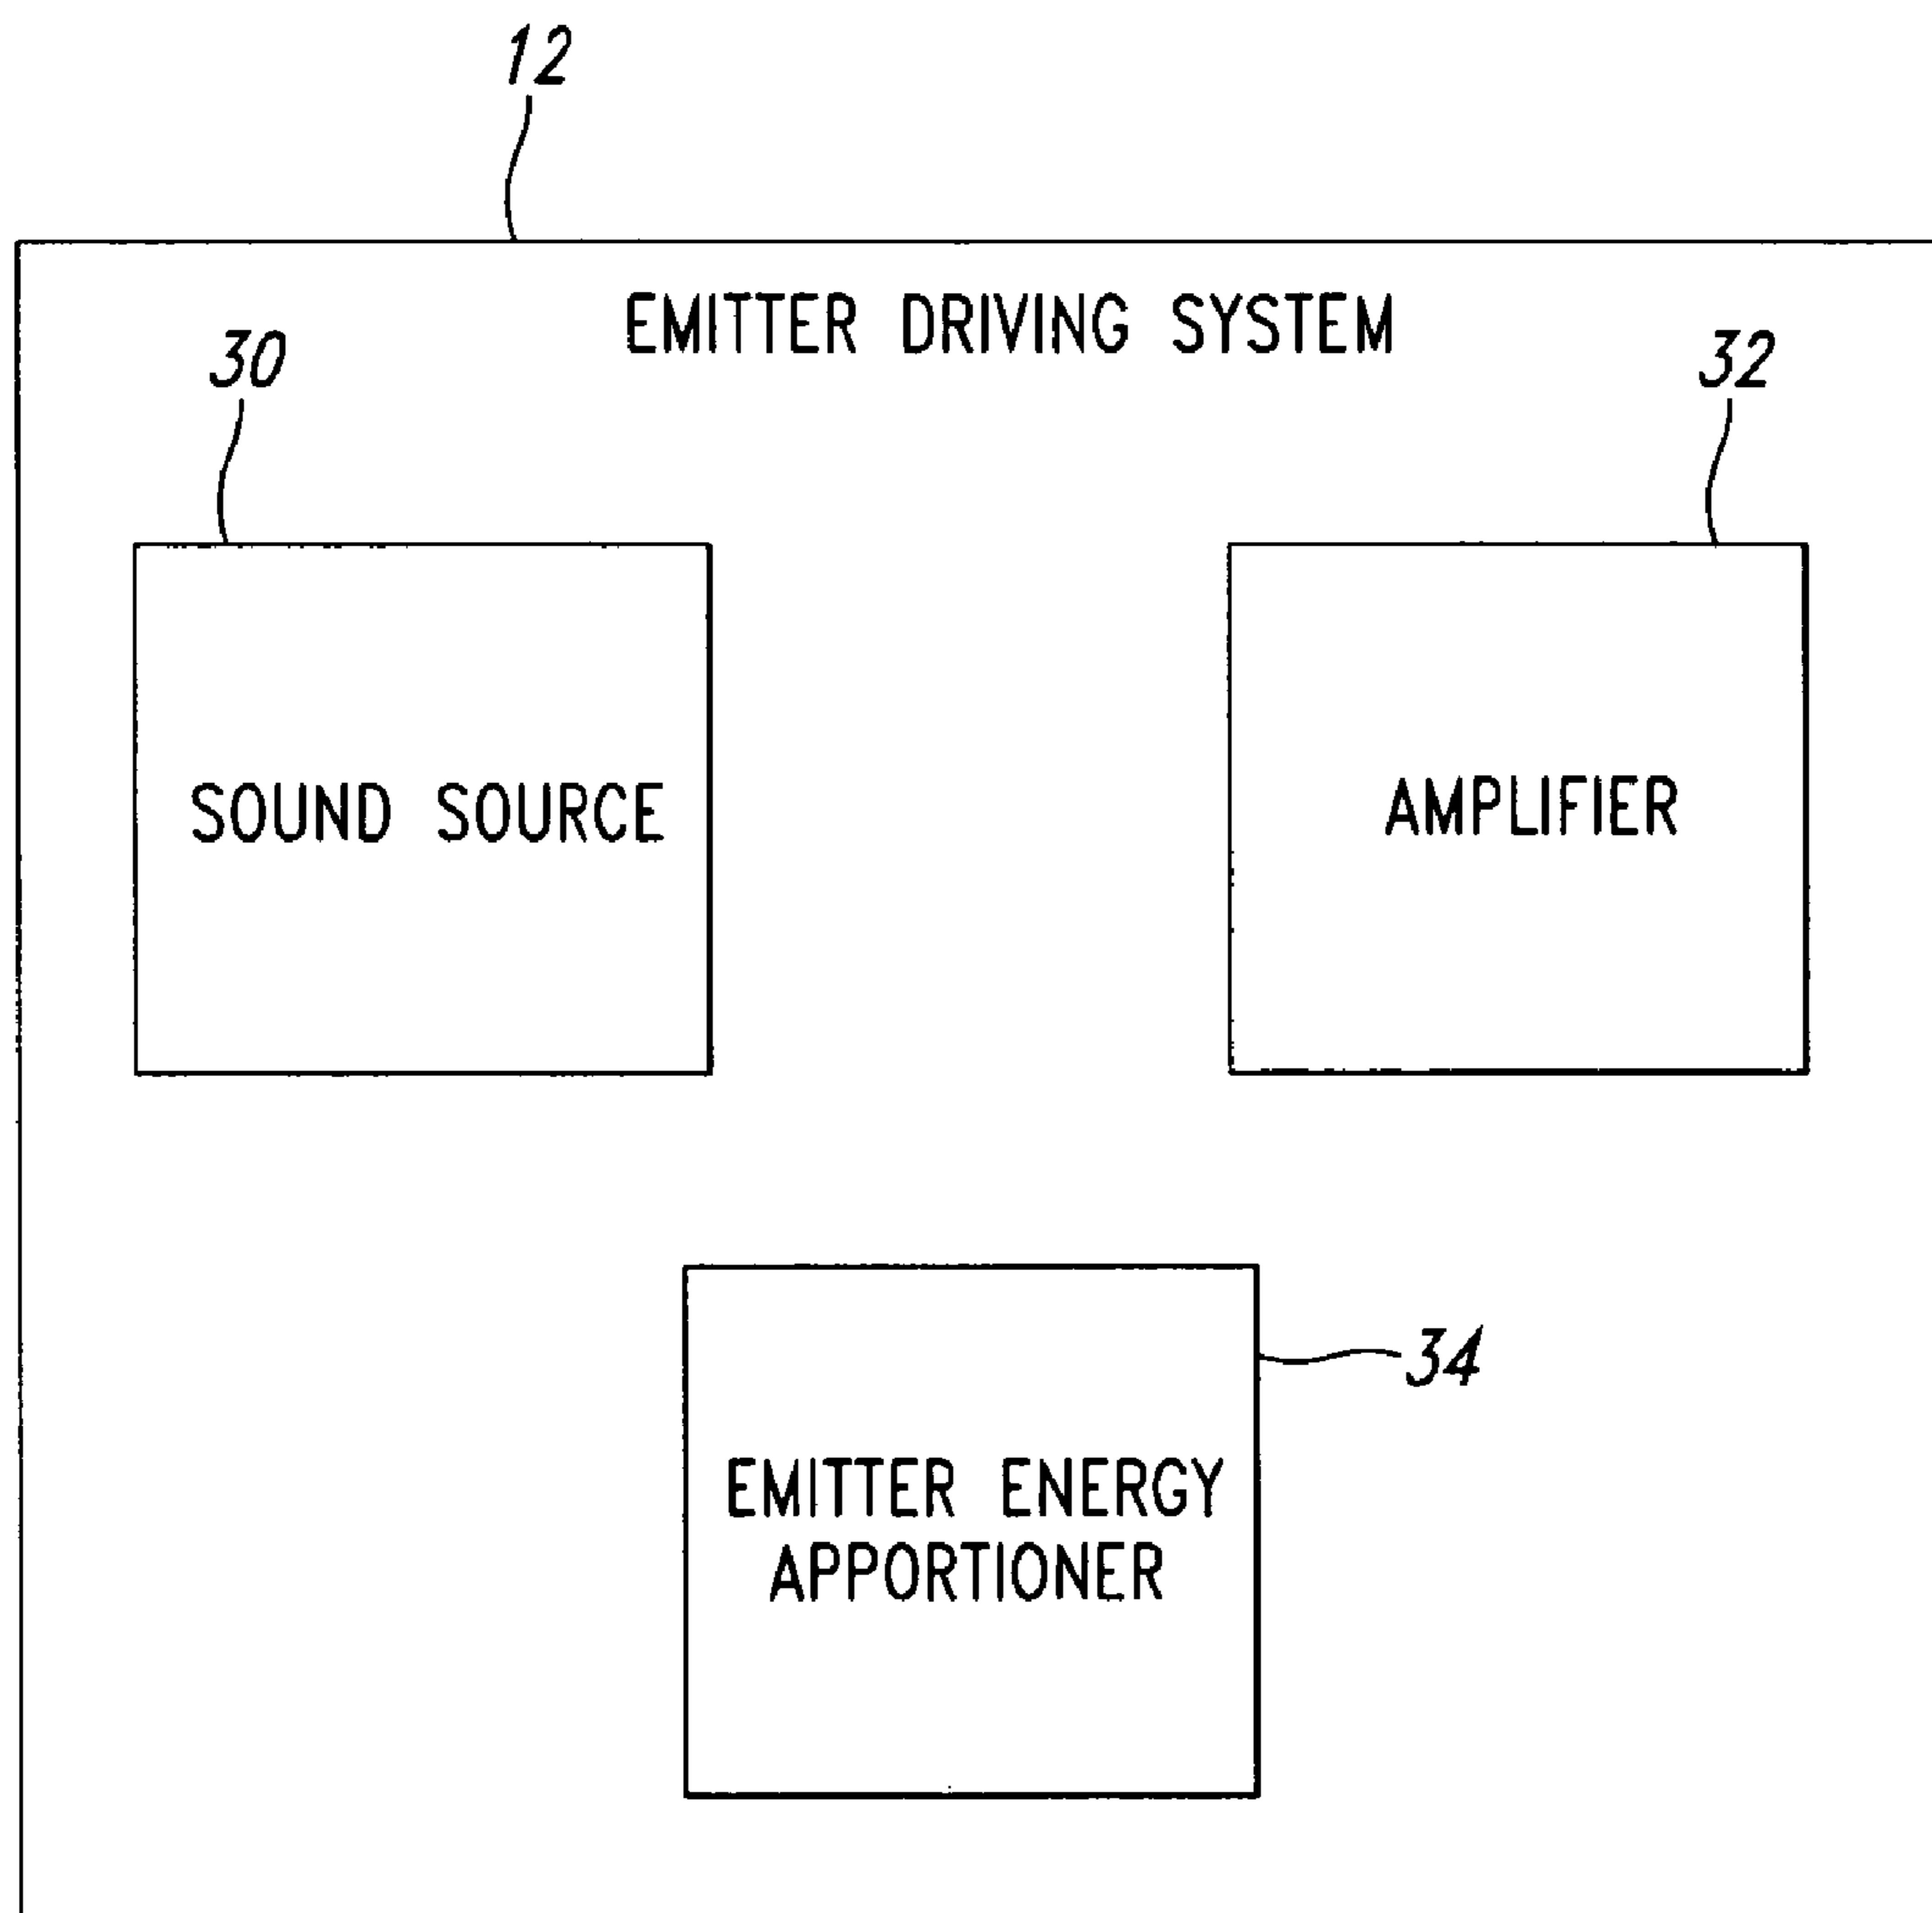 12
EMITTER DRIVING SYSTEM
30
32
SOUND SOURCE
AMPLIFIER
34
EMITTER ENERGY
APPORTIONER